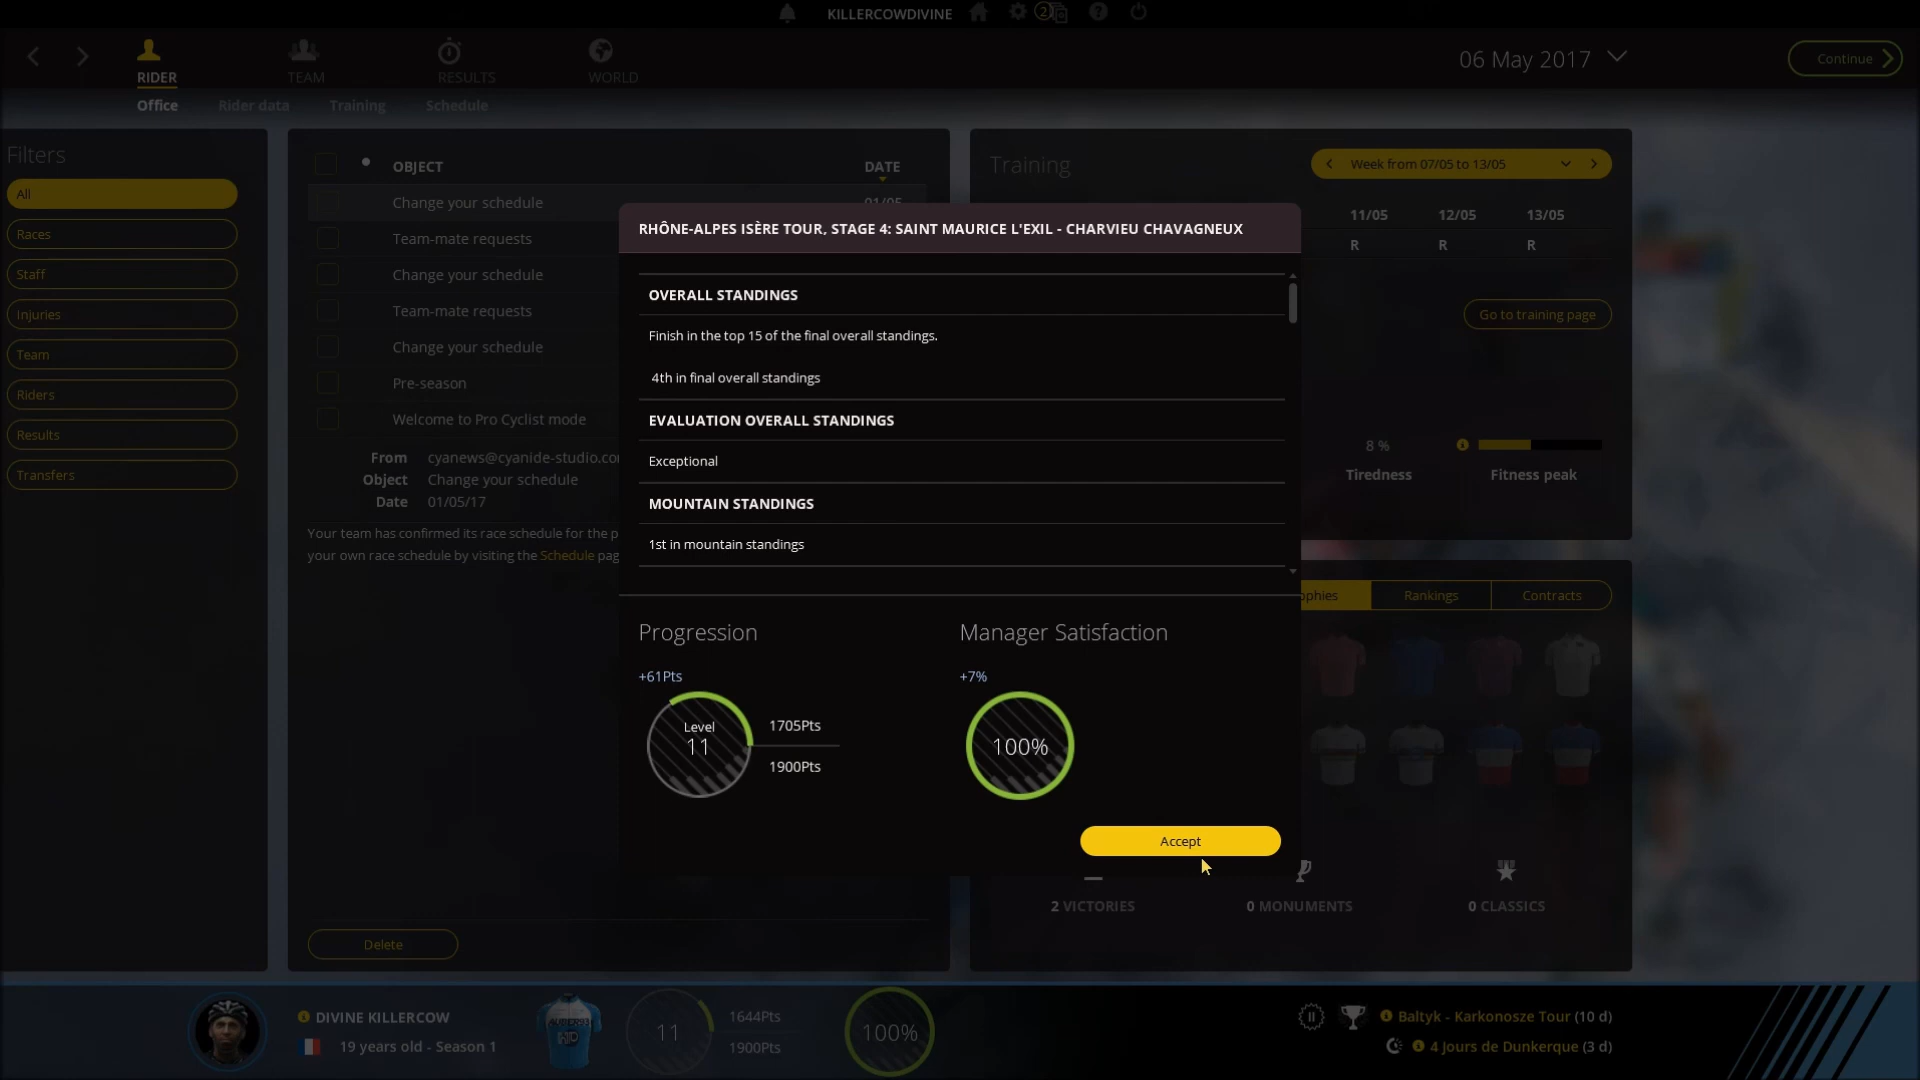 KILLERCOWDIVINE
2
?
RIDER
TEAM
RESULTS
WORLD
06 May 2017
Continue
Office
Rider data
Training
Schedule
Filters
All
Races
Staff
Injuries
Team
Riders
Results
Transfers
OBJECT
DATE
Change your schedule
01/05
Team-mate requests
Change your schedule
Team-mate requests
Change your schedule
Pre-season
Welcome to Pro Cyclist mode
From cyanews@cyanide-studio.co
Object Change your schedule
Date 01/05/17
Your team has confirmed its race schedule for the p
your own race schedule by visiting the Schedule pag
Delete
Training
Week from 07/05 to 13/05
11/05 12/05 13/05
R R R
Go to training page
8 %
Tiredness
Fitness peak
RHÔNE-ALPES ISÈRE TOUR, STAGE 4: SAINT MAURICE L'EXIL - CHARVIEU CHAVAGNEUX
OVERALL STANDINGS
Finish in the top 15 of the final overall standings.
4th in final overall standings
EVALUATION OVERALL STANDINGS
Exceptional
MOUNTAIN STANDINGS
1st in mountain standings
Progression
+61Pts
Level
11
1705Pts
1900Pts
Manager Satisfaction
+7%
100%
Accept
ophies
Rankings
Contracts
2 VICTORIES
0 MONUMENTS
0 CLASSICS
DIVINE KILLERCOW
19 years old - Season 1
HD
11
1644Pts
1900Pts
100%
Baltyk - Karkonosze Tour (10 d)
4 Jours de Dunkerque (3 d)